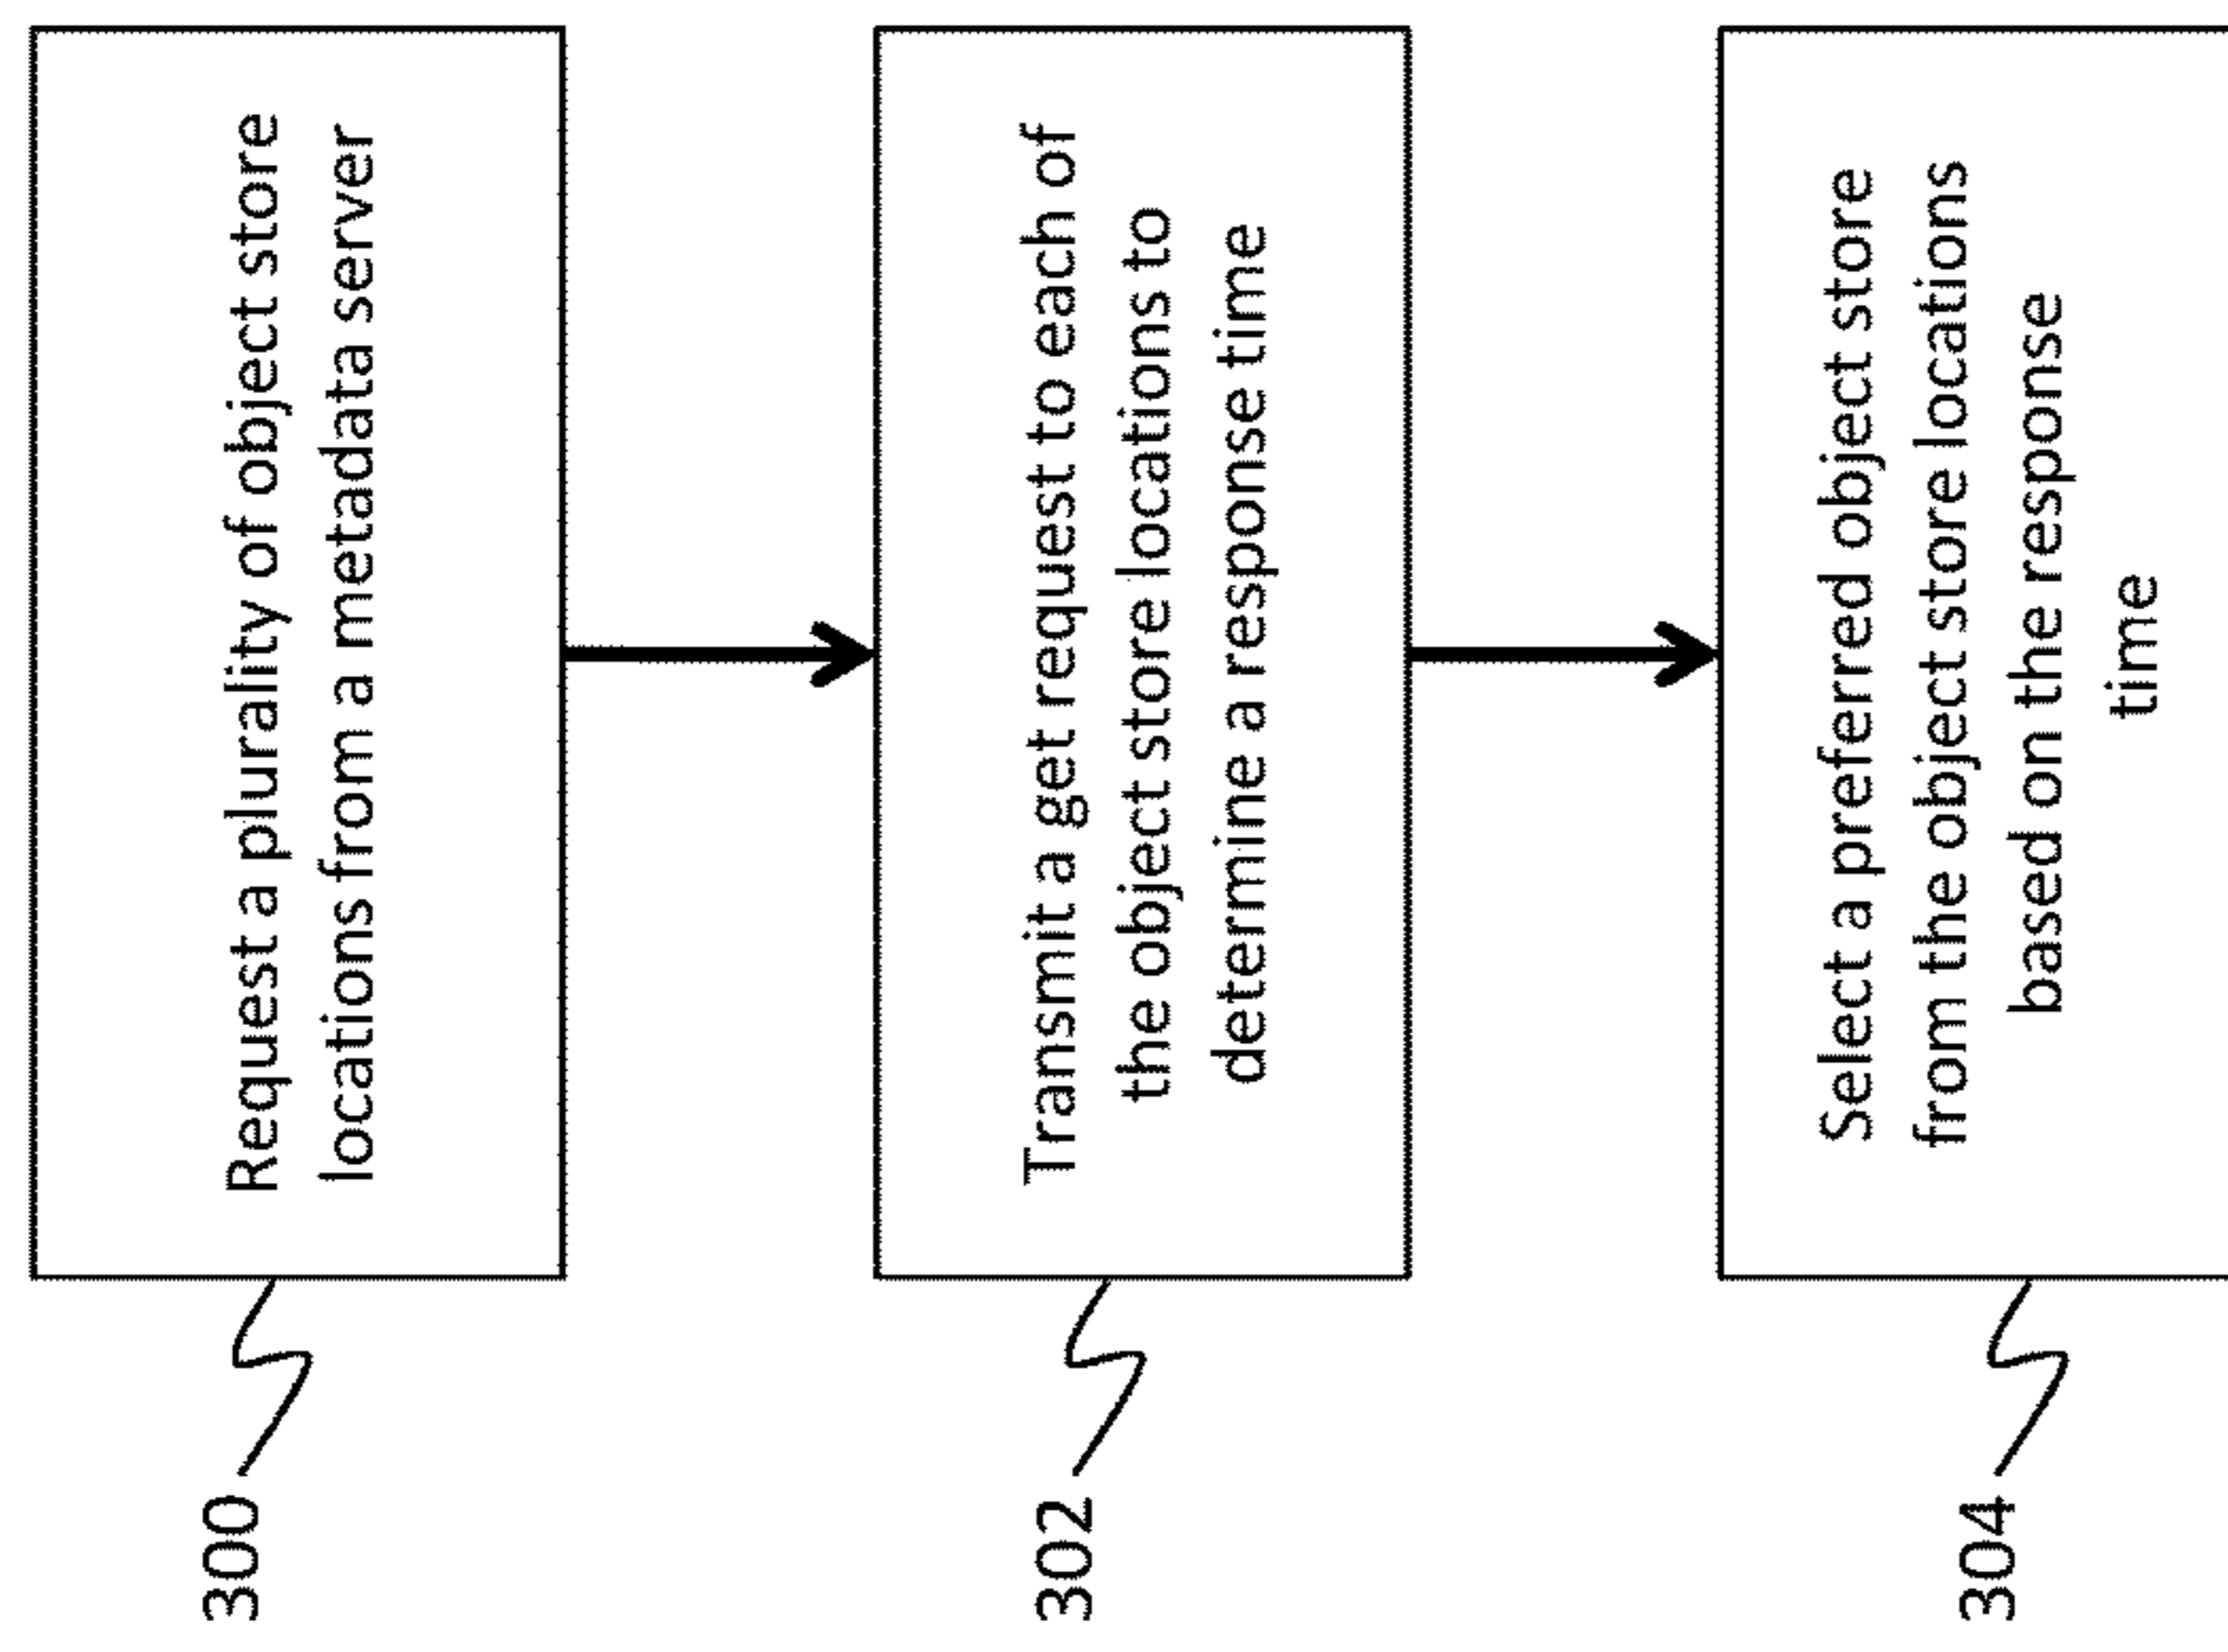 300
Request a plurality of object store
locations from a metadata server
302
Transmit a get request to each of
the object store locations to
determine a response time
304
Select a preferred object store
from the object store locations
based on the response
time